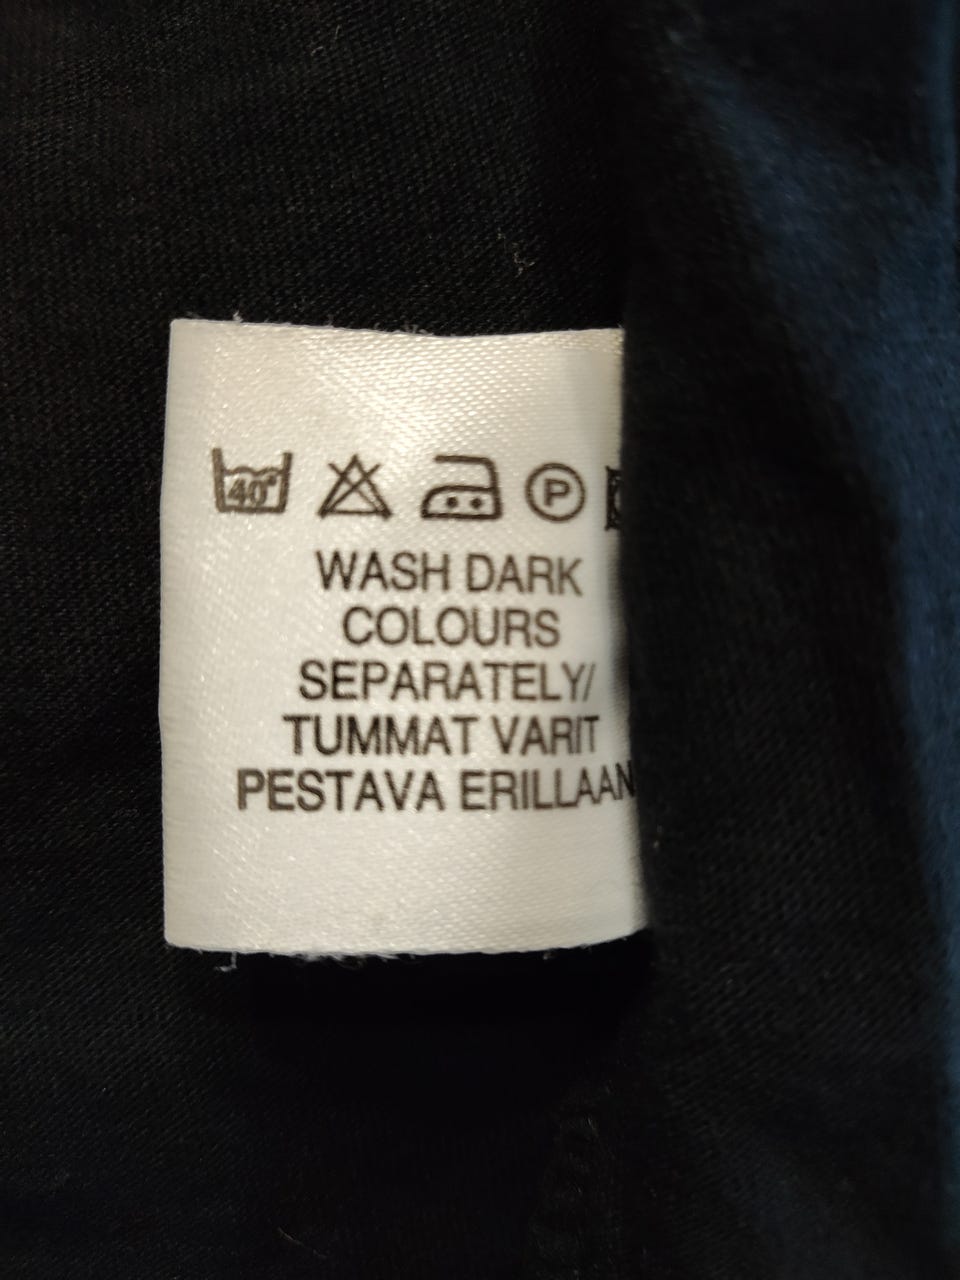 40°
P
WASH DARK
COLOURS
SEPARATELY/
TUMMAT VARIT
PESTAVA ERILLAAN